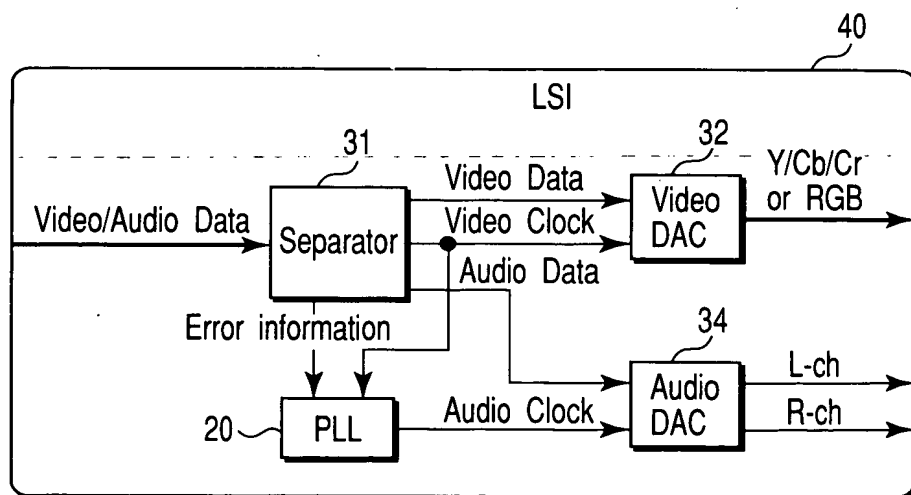 40
LSI
31
32
Video Data
Y/Cb/Cr
or RGB
Video/Audio Data
Separator
Video Clock
Video
DAC
Audio Data
Error information
34
L-ch
Audio
DAC
R-ch
20
PLL
Audio Clock